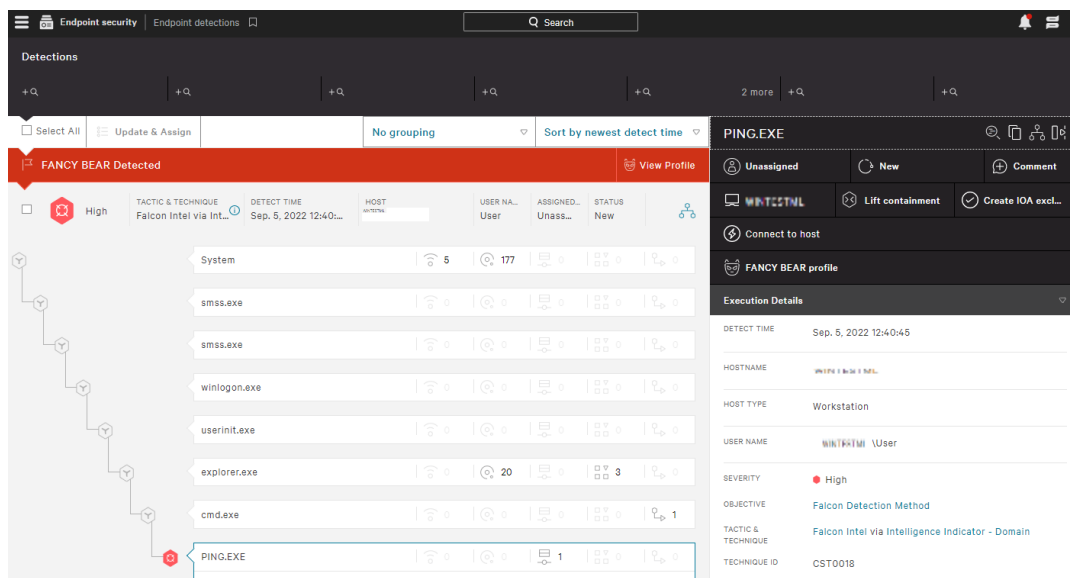 Endpoint security Endpoint detections Search
Detections
+ + + + + 2 more + +
Select All Update & Assign No grouping Sort by newest detect time
FANCY BEAR Detected View Profile
High
TACTIC & TECHNIQUE
Falcon Intel via Int...
DETECT TIME
Sep. 5, 2022 12:40:...
HOST
USER NA...
User
ASSIGNED...
Unass...
STATUS
New
System 5 177 0 0 0
smss.exe 0 0 0 0 0
smss.exe 0 0 0 0 0
winlogon.exe 0 0 0 0 0
userinit.exe 0 0 0 0 0
explorer.exe 0 20 0 3 0
cmd.exe 0 0 0 0 1
PING.EXE 0 0 1 0 0
PING.EXE
Unassigned New Comment
WINTESTML Lift containment Create IOA excl...
Connect to host
FANCY BEAR profile
Execution Details
DETECT TIME Sep. 5, 2022 12:40:45
HOSTNAME WINTESTML
HOST TYPE Workstation
USER NAME WINTESTML \User
SEVERITY High
OBJECTIVE Falcon Detection Method
TACTIC & TECHNIQUE Falcon Intel via Intelligence Indicator - Domain
TECHNIQUE ID CST0018